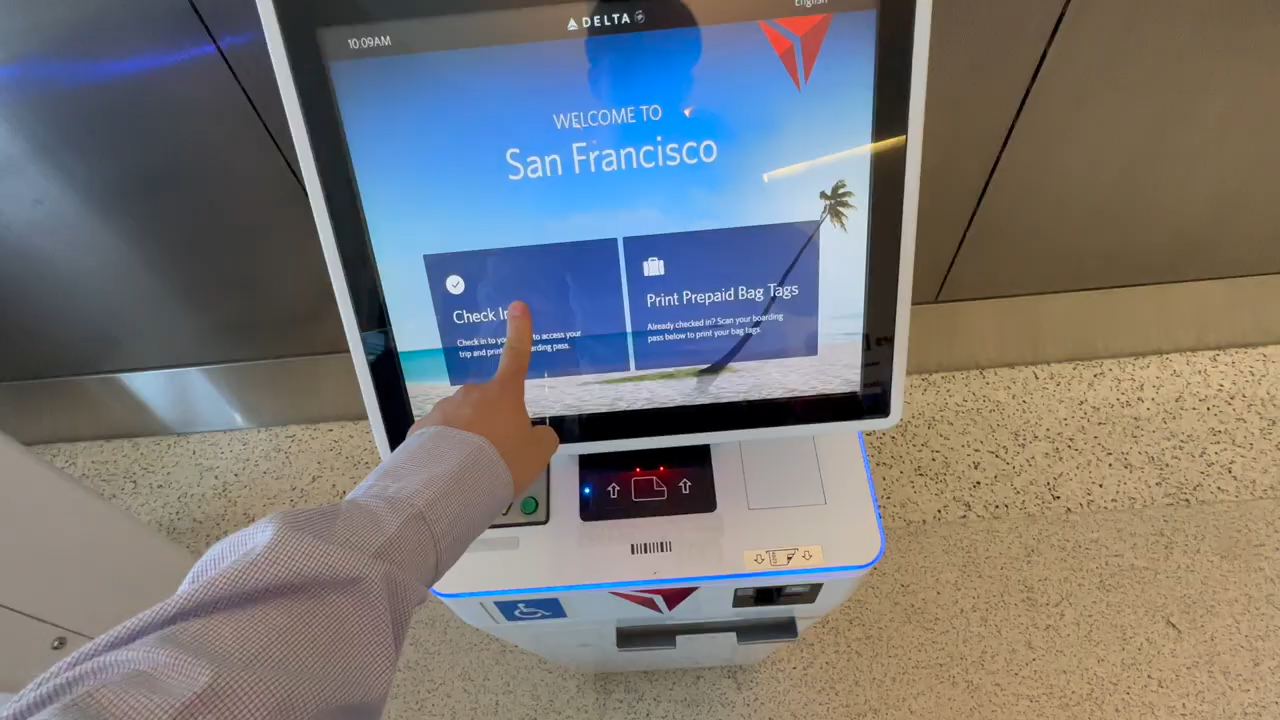 DELTA
English
10:09AM
WELCOME TO
San Francisco
Check In
Check in to your to access your
trip and print boarding pass.
Print Prepaid Bag Tags
Already checked in? Scan your boarding
pass below to print your bag tags.